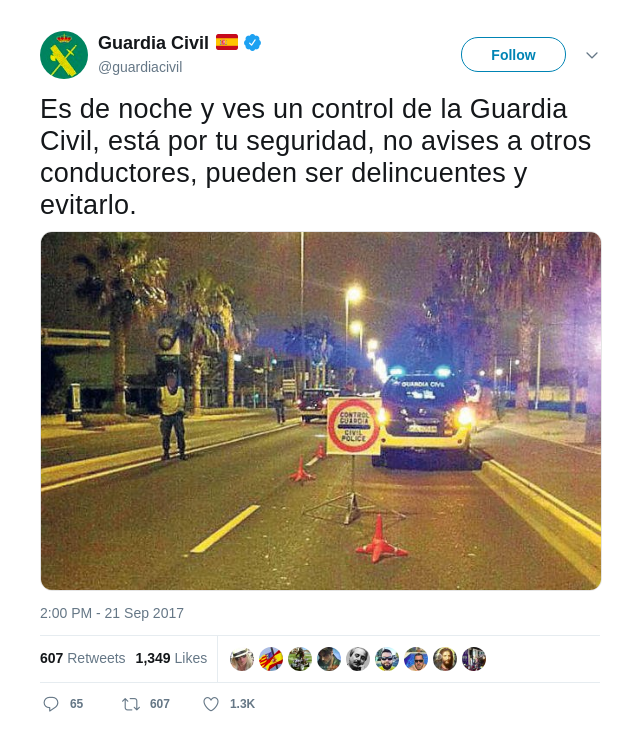 Guardia Civil
@guardiacivil
Follow
Es de noche y ves un control de la Guardia
Civil, está por tu seguridad, no avises a otros
conductores, pueden ser delincuentes y
evitarlo.
GUARDIA CIVIL
CONTROL
GUARDIA
CIVIL
POLICE
2:00 PM - 21 Sep 2017
607 Retweets 1,349 Likes
65 607 1.3K